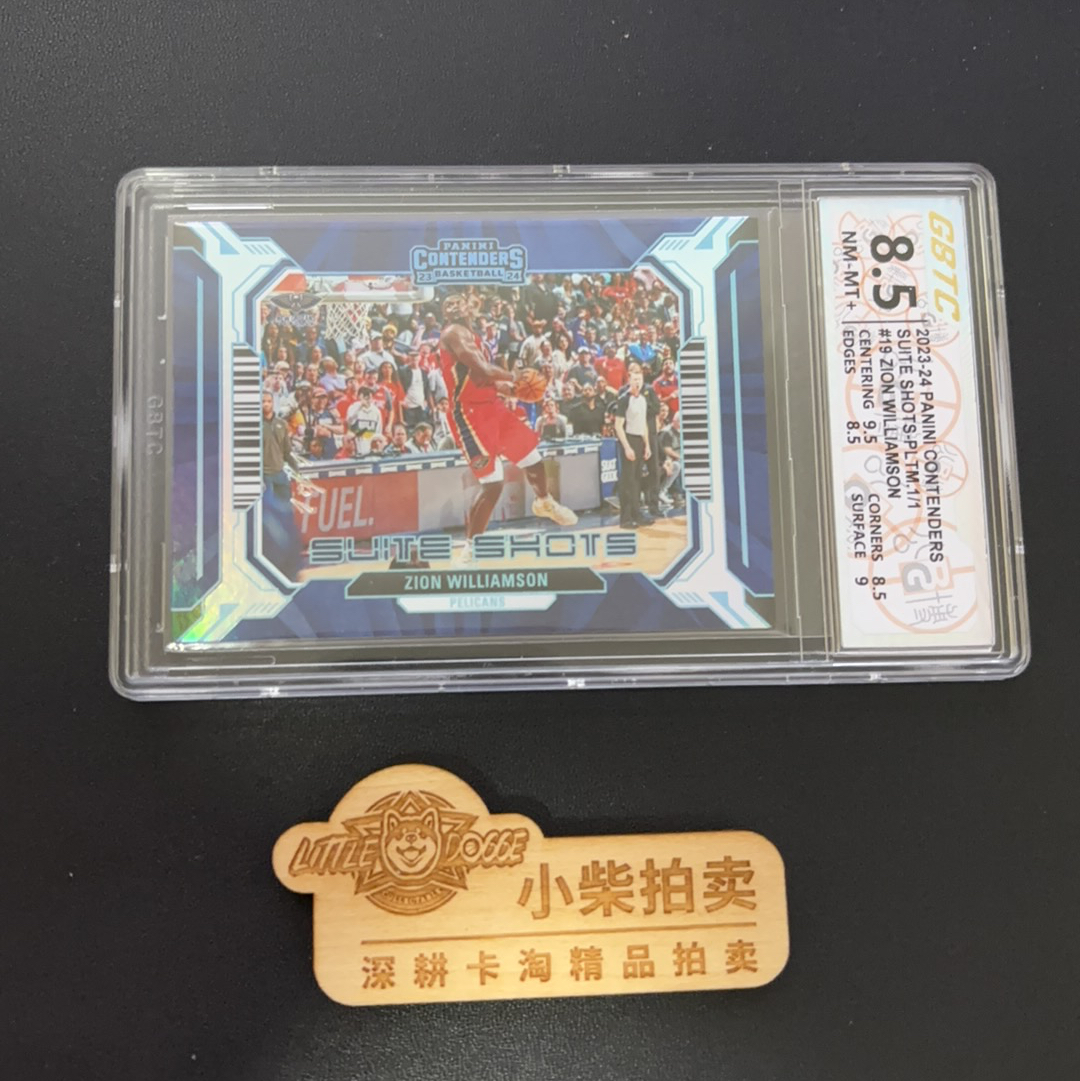 PANINI
CONTENDERS
23 BASKETBALL 24
FUEL.
SUITE SHOTS
ZION WILLIAMSON
PELICANS
GBTC
GBTC
8.5
NM-MT+
2023-24 PANINI CONTENDERS
SUITE SHOTS-PLTM.1/1
#19 ZION WILLIAMSON
CENTERING 9.5 CORNERS 8.5
EDGES 8.5 SURFACE 9
LITTLE DOGGE
小柴拍卖
深耕卡淘精品拍卖